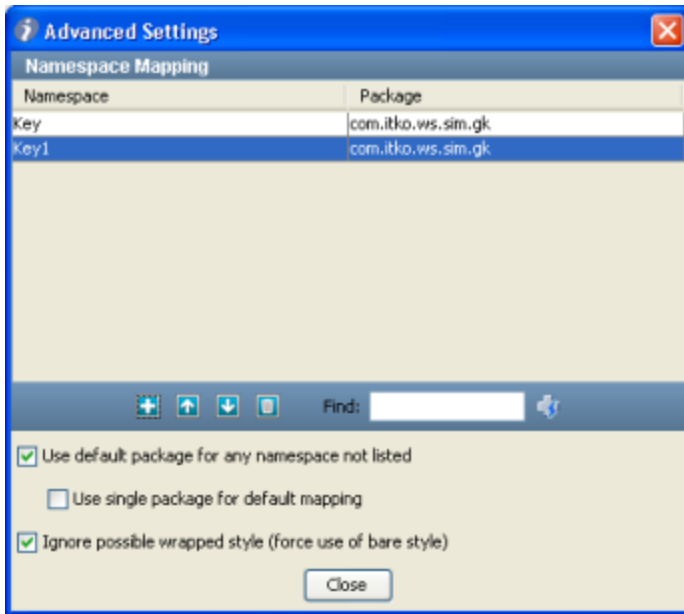 Advanced Settings
Namespace Mapping
Namespace Package
Key com.itko.ws.sim.gk
Key1 com.itko.ws.sim.gk
Find:
Use default package for any namespace not listed
Use single package for default mapping
Ignore possible wrapped style (force use of bare style)
Close